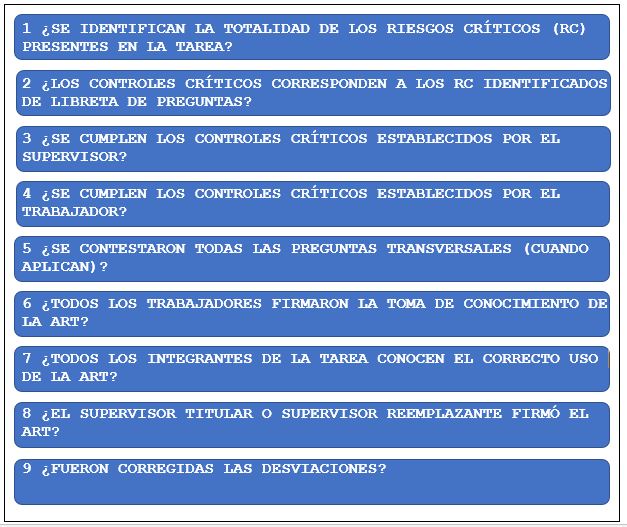 1 ¿SE IDENTIFICAN LA TOTALIDAD DE LOS RIESGOS CRÍTICOS (RC)
PRESENTES EN LA TAREA?
2 ¿LOS CONTROLES CRÍTICOS CORRESPONDEN A LOS RC IDENTIFICADOS
DE LIBRETA DE PREGUNTAS?
3 ¿SE CUMPLEN LOS CONTROLES CRÍTICOS ESTABLECIDOS POR EL
SUPERVISOR?
4 ¿SE CUMPLEN LOS CONTROLES CRÍTICOS ESTABLECIDOS POR EL
TRABAJADOR?
5 ¿SE CONTESTARON TODAS LAS PREGUNTAS TRANSVERSALES (CUANDO
APLICAN)?
6 ¿TODOS LOS TRABAJADORES FIRMARON LA TOMA DE CONOCIMIENTO DE
LA ART?
7 ¿TODOS LOS INTEGRANTES DE LA TAREA CONOCEN EL CORRECTO USO
DE LA ART?
8 ¿EL SUPERVISOR TITULAR O SUPERVISOR REEMPLAZANTE FIRMÓ EL
ART?
9 ¿FUERON CORREGIDAS LAS DESVIACIONES?